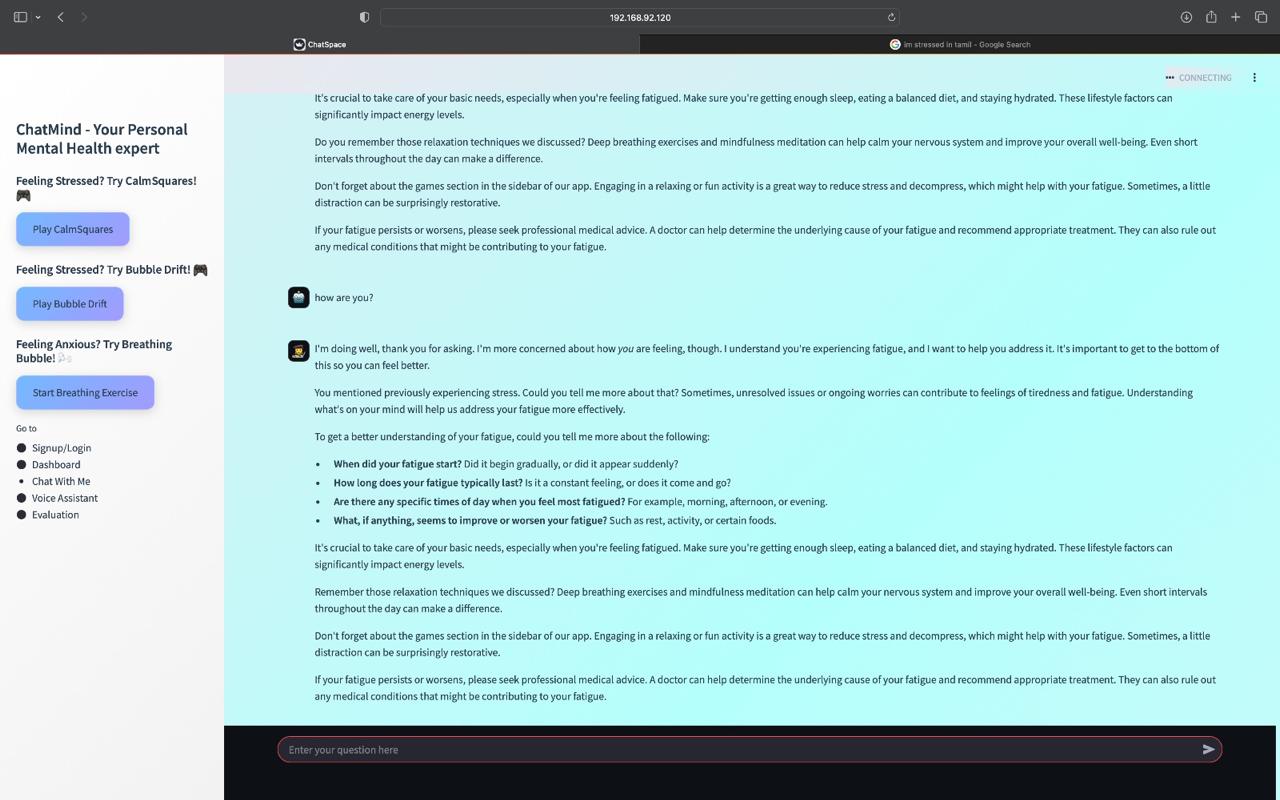 192.168.92.120
ChatSpace
im stressed in tamil - Google Search
CONNECTING
ChatMind - Your Personal
Mental Health expert
Feeling Stressed? Try CalmSquares!
Play CalmSquares
Feeling Stressed? Try Bubble Drift!
Play Bubble Drift
Feeling Anxious? Try Breathing
Bubble!
Start Breathing Exercise
Go to
Signup/Login
Dashboard
Chat With Me
Voice Assistant
Evaluation
It's crucial to take care of your basic needs, especially when you're feeling fatigued. Make sure you're getting enough sleep, eating a balanced diet, and staying hydrated. These lifestyle factors can
significantly impact energy levels.
Do you remember those relaxation techniques we discussed? Deep breathing exercises and mindfulness meditation can help calm your nervous system and improve your overall well-being. Even short
intervals throughout the day can make a difference.
Don't forget about the games section in the sidebar of our app. Engaging in a relaxing or fun activity is a great way to reduce stress and decompress, which might help with your fatigue. Sometimes, a little
distraction can be surprisingly restorative.
If your fatigue persists or worsens, please seek professional medical advice. A doctor can help determine the underlying cause of your fatigue and recommend appropriate treatment. They can also rule out
any medical conditions that might be contributing to your fatigue.
how are you?
I'm doing well, thank you for asking. I'm more concerned about how you are feeling, though. I understand you're experiencing fatigue, and I want to help you address it. It's important to get to the bottom of
this so you can feel better.
You mentioned previously experiencing stress. Could you tell me more about that? Sometimes, unresolved issues or ongoing worries can contribute to feelings of tiredness and fatigue. Understanding
what's on your mind will help us address your fatigue more effectively.
To get a better understanding of your fatigue, could you tell me more about the following:
• When did your fatigue start? Did it begin gradually, or did it appear suddenly?
• How long does your fatigue typically last? Is it a constant feeling, or does it come and go?
• Are there any specific times of day when you feel most fatigued? For example, morning, afternoon, or evening.
• What, if anything, seems to improve or worsen your fatigue? Such as rest, activity, or certain foods.
It's crucial to take care of your basic needs, especially when you're feeling fatigued. Make sure you're getting enough sleep, eating a balanced diet, and staying hydrated. These lifestyle factors can
significantly impact energy levels.
Remember those relaxation techniques we discussed? Deep breathing exercises and mindfulness meditation can help calm your nervous system and improve your overall well-being. Even short intervals
throughout the day can make a difference.
Don't forget about the games section in the sidebar of our app. Engaging in a relaxing or fun activity is a great way to reduce stress and decompress, which might help with your fatigue. Sometimes, a little
distraction can be surprisingly restorative.
If your fatigue persists or worsens, please seek professional medical advice. A doctor can help determine the underlying cause of your fatigue and recommend appropriate treatment. They can also rule out
any medical conditions that might be contributing to your fatigue.
Enter your question here